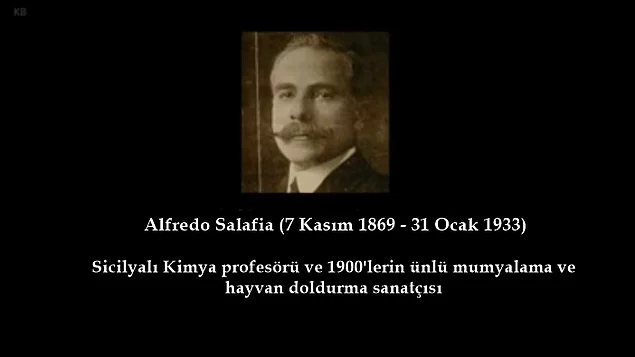 KB
Alfredo Salafia (7 Kasım 1869 - 31 Ocak 1933)
Sicilyalı Kimya profesörü ve 1900'lerin ünlü mumyalama ve
hayvan doldurma sanatçısı